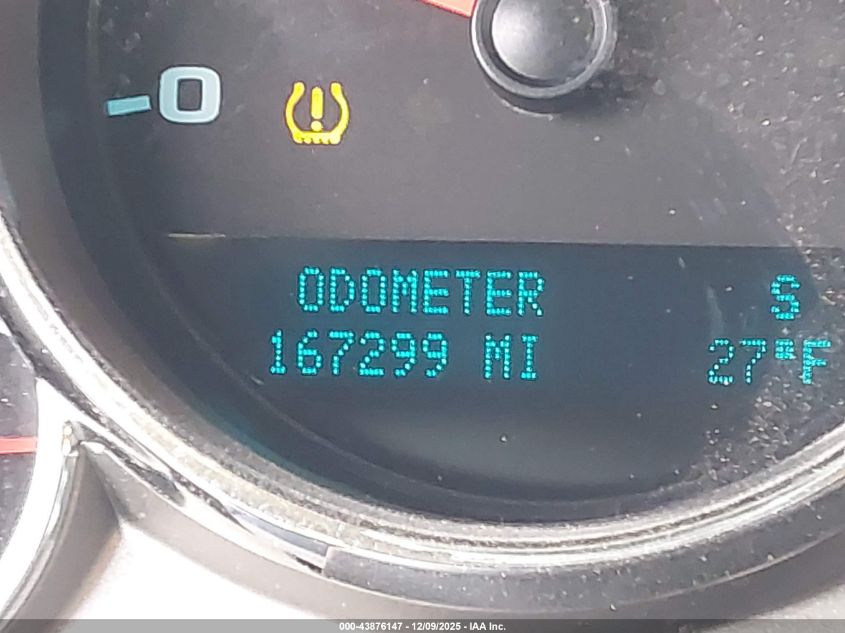 0
ODOMETER S
167299 MI 27°F
000-43876147 - 12/09/2025 - IAA Inc.